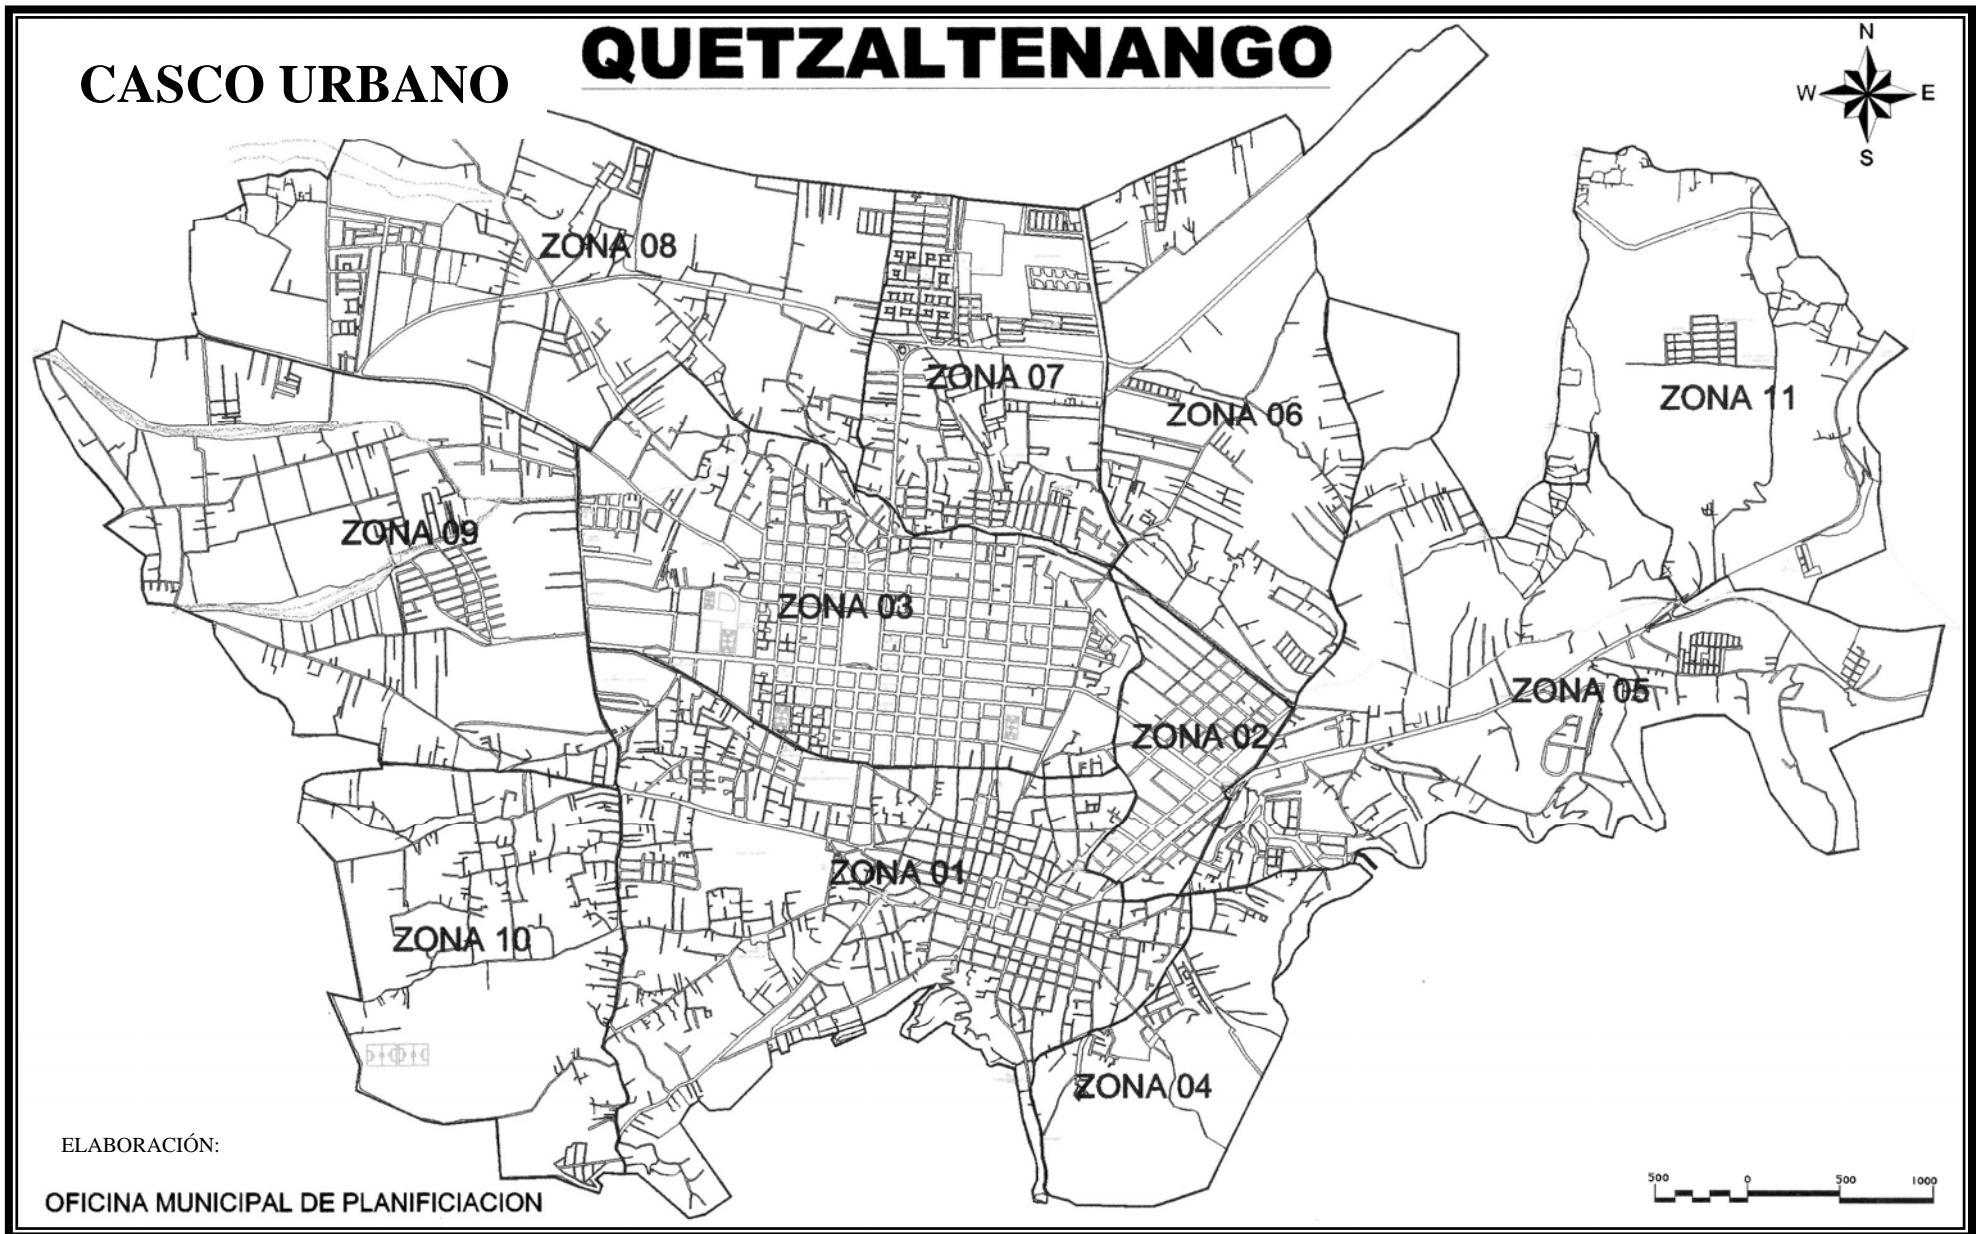 QUETZALTENANGO
CASCO URBANO
N
W E
S
ZONA 08
ZONA 07
ZONA 06
ZONA 11
ZONA 09
ZONA 03
ZONA 05
ZONA 02
ZONA 01
ZONA 10
ZONA 04
ELABORACIÓN:
OFICINA MUNICIPAL DE PLANIFICIACION
500 0 500 1000